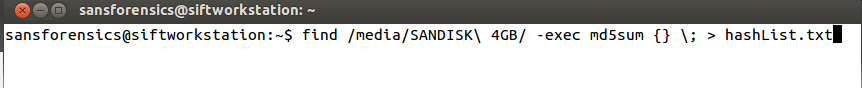 sansforensics@siftworkstation: ~
sansforensics@siftworkstation:~$ find /media/SANDISK\ 4GB/ -exec md5sum {} \; > hashList.txt